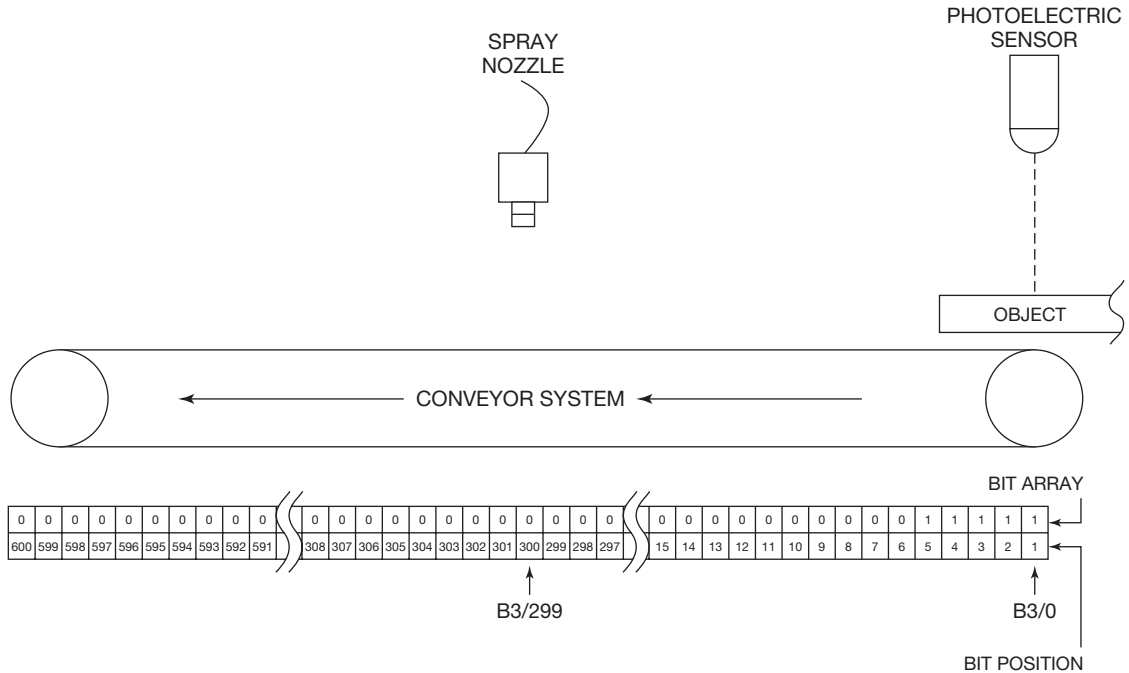 PHOTOELECTRIC
SENSOR
SPRAY
NOZZLE
OBJECT
CONVEYOR SYSTEM
BIT ARRAY
0 0 0 0 0 0 0 0 0 0 0 0 0 0 0 0 0 0 0 0 0 0 0 0 0 0 0 0 0 0 0 0 1 1 1 1 1
600 599 598 597 596 595 594 593 592 591 308 307 306 305 304 303 302 301 300 299 298 297 15 14 13 12 11 10 9 8 7 6 5 4 3 2 1
B3/299 B3/0
BIT POSITION